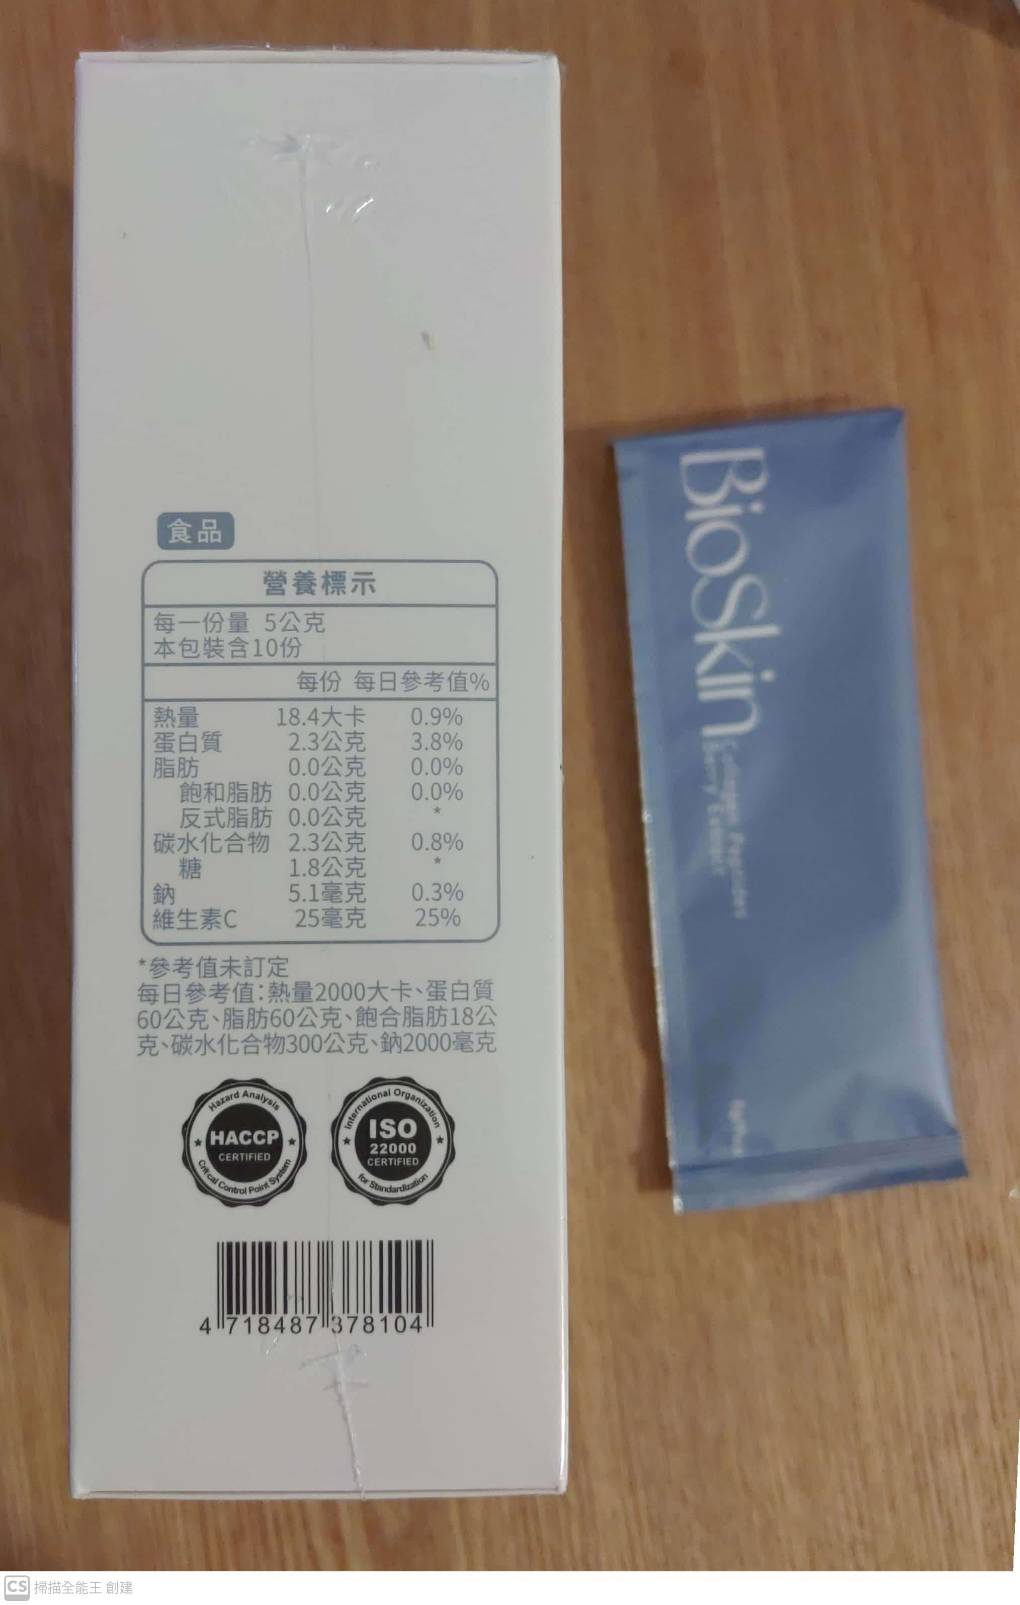 食品
營養標示
每一份量 5公克
本包裝含10份
每份 每日參考值%
熱量 18.4大卡 0.9%
蛋白質 2.3公克 3.8%
脂肪 0.0公克 0.0%
飽和脂肪 0.0公克 0.0%
反式脂肪 0.0公克 *
碳水化合物 2.3公克 0.8%
糖 1.8公克 *
鈉 5.1毫克 0.3%
維生素C 25毫克 25%
*參考值未訂定
每日參考值:熱量2000大卡、蛋白質
60公克、脂肪60公克、飽合脂肪18公
克、碳水化合物300公克、鈉2000毫克
Hazard Analysis
HACCP
CERTIFIED
Critical Control Point System
International Organization
ISO
22000
CERTIFIED
for Standardization
4 718487 378104
BioSkin
Collagen Peptides
Berry Extract
CS 掃描全能王 創建